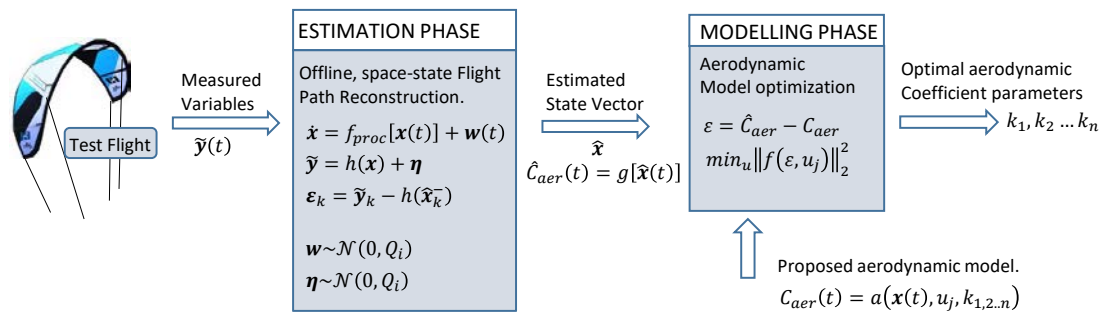 Test Flight
Measured
Variables
ỹ(t)
ESTIMATION PHASE
Offline, space-state Flight
Path Reconstruction.
ẋ = f_proc[x(t)] + w(t)
ỹ = h(x) + η
ε_k = ỹ_k − h(x̂_k^−)
w~𝒩(0, Q_i)
η~𝒩(0, Q_i)
Estimated
State Vector
x̂
Ĉ_aer(t) = g[x̂(t)]
MODELLING PHASE
Aerodynamic
Model optimization
ε = Ĉ_aer − C_aer
min_u‖f(ε, u_j)‖₂²
Proposed aerodynamic model.
C_aer(t) = a(x(t), u_j, k_1,2..n)
Optimal aerodynamic
Coefficient parameters
k_1, k_2 … k_n